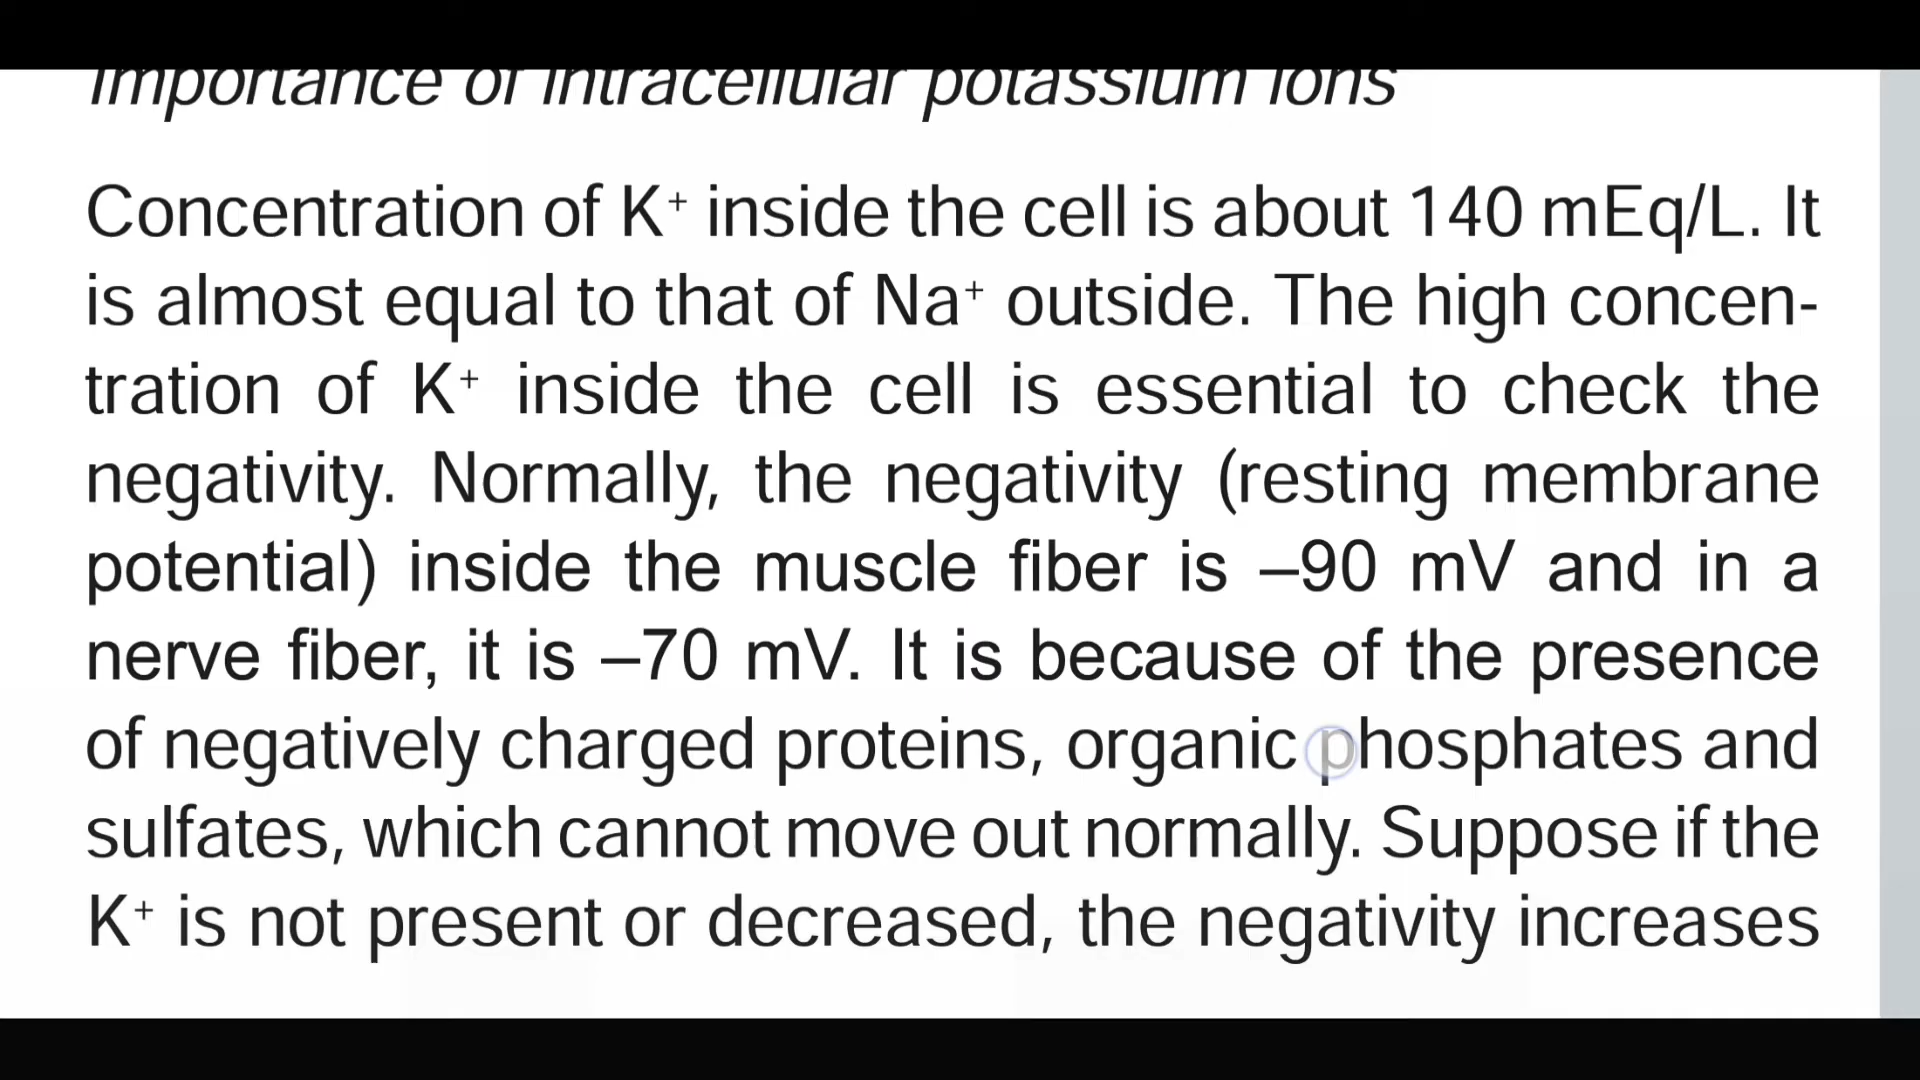 Importance of intracellular potassium ions
Concentration of K⁺ inside the cell is about 140 mEq/L. It
is almost equal to that of Na⁺ outside. The high concen-
tration of K⁺ inside the cell is essential to check the
negativity. Normally, the negativity (resting membrane
potential) inside the muscle fiber is –90 mV and in a
nerve fiber, it is –70 mV. It is because of the presence
of negatively charged proteins, organic phosphates and
sulfates, which cannot move out normally. Suppose if the
K⁺ is not present or decreased, the negativity increases